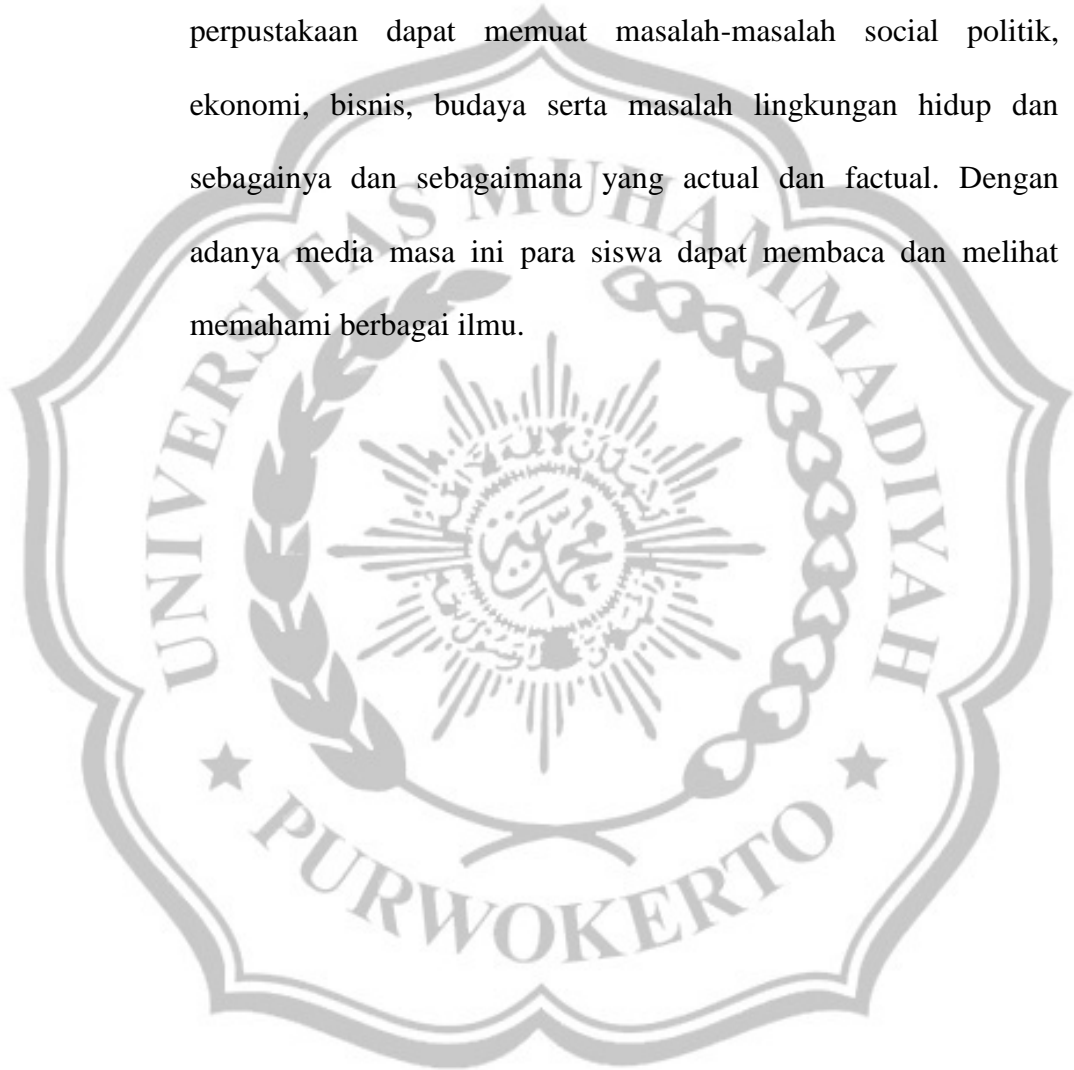 perpustakaan dapat memuat masalah-masalah social politik,
ekonomi, bisnis, budaya serta masalah lingkungan hidup dan
sebagainya dan sebagaimana yang actual dan factual. Dengan
adanya media masa ini para siswa dapat membaca dan melihat
memahami berbagai ilmu.
UNIVERSITAS MUHAMMADIYAH
PURWOKERTO